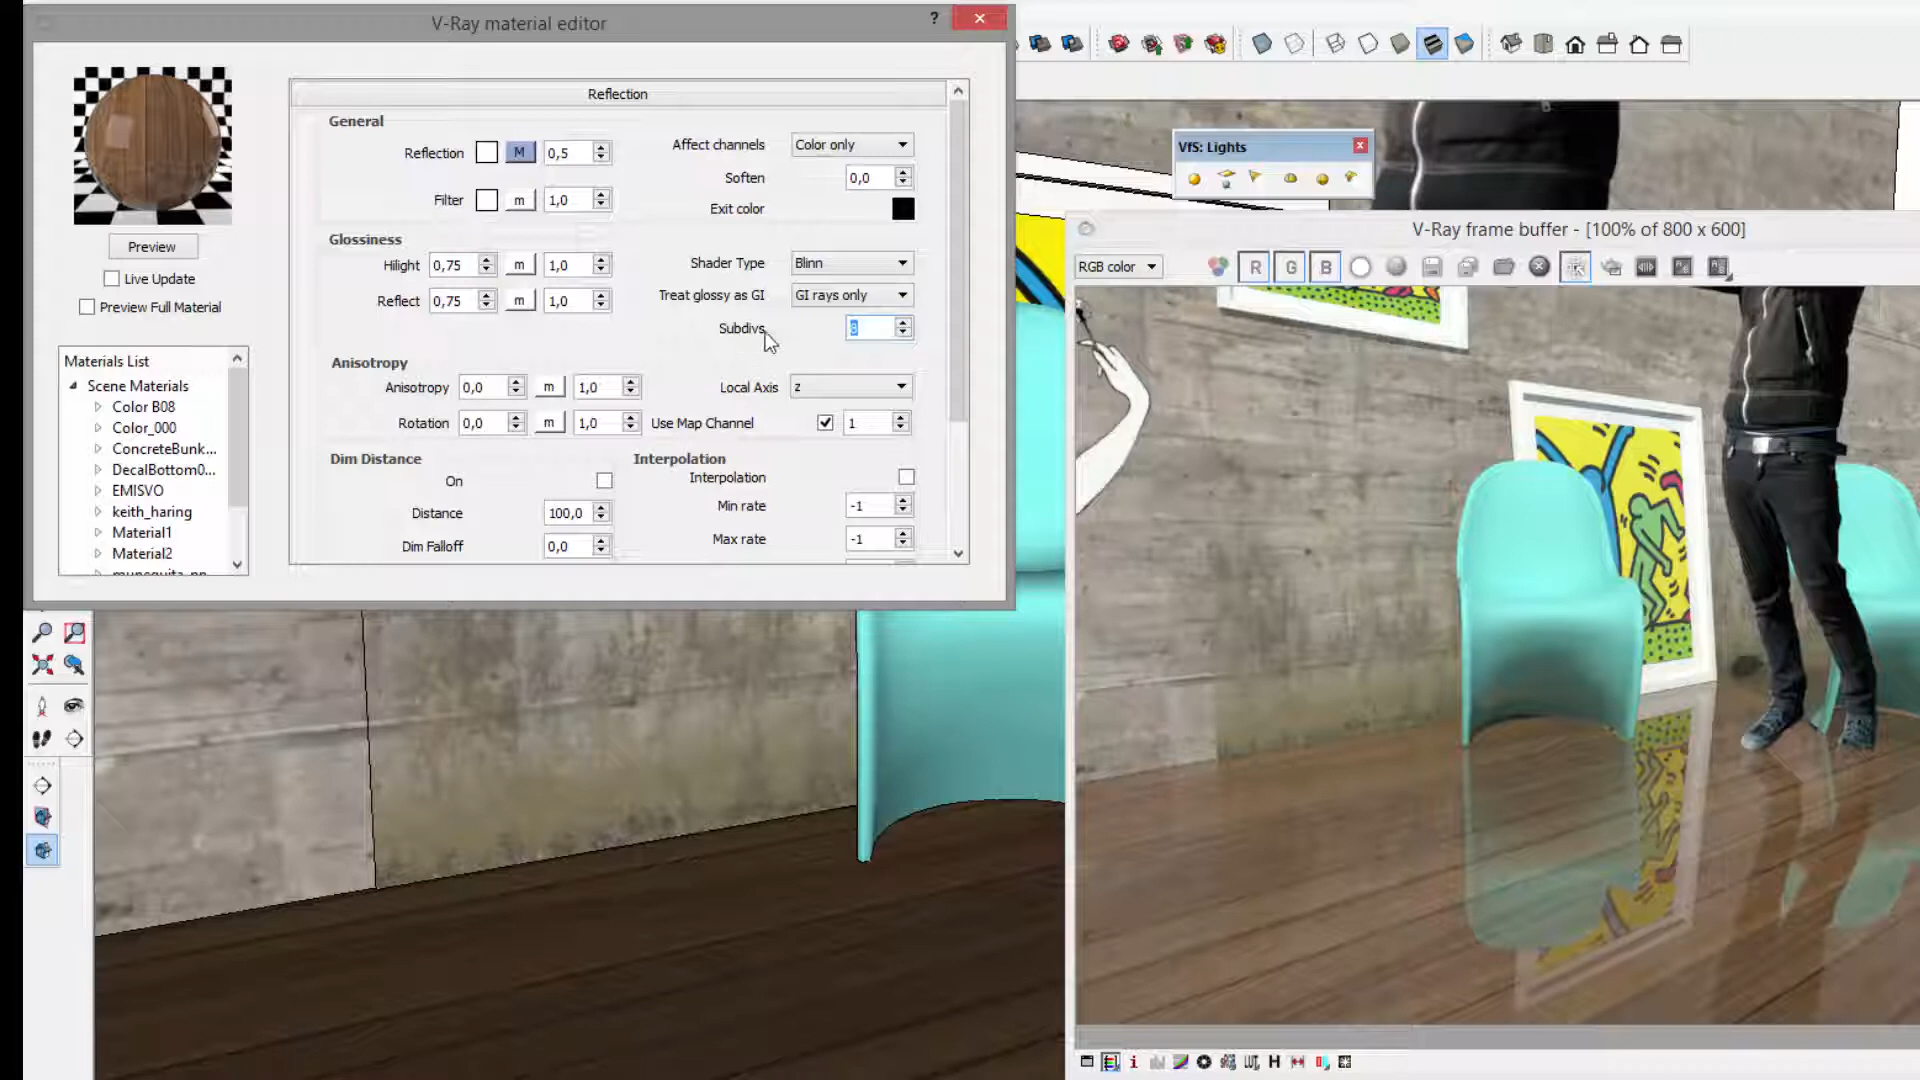 V-Ray material editor
?
Reflection
General
Reflection M 0,5
Affect channels Color only
Soften 0,0
Filter m 1,0
Exit color
Glossiness
Hilight 0,75 m 1,0
Shader Type Blinn
Reflect 0,75 m 1,0
Treat glossy as GI GI rays only
Subdivs 8
Anisotropy
Anisotropy 0,0 m 1,0
Local Axis z
Rotation 0,0 m 1,0
Use Map Channel 1
Dim Distance
Interpolation
On
Interpolation
Distance 100,0
Min rate -1
Dim Falloff 0,0
Max rate -1
Preview
Live Update
Preview Full Material
Materials List
Scene Materials
Color B08
Color_000
ConcreteBunk...
DecalBottom0...
EMISVO
keith_haring
Material1
Material2
VfS: Lights
V-Ray frame buffer - [100% of 800 x 600]
RGB color
R G B